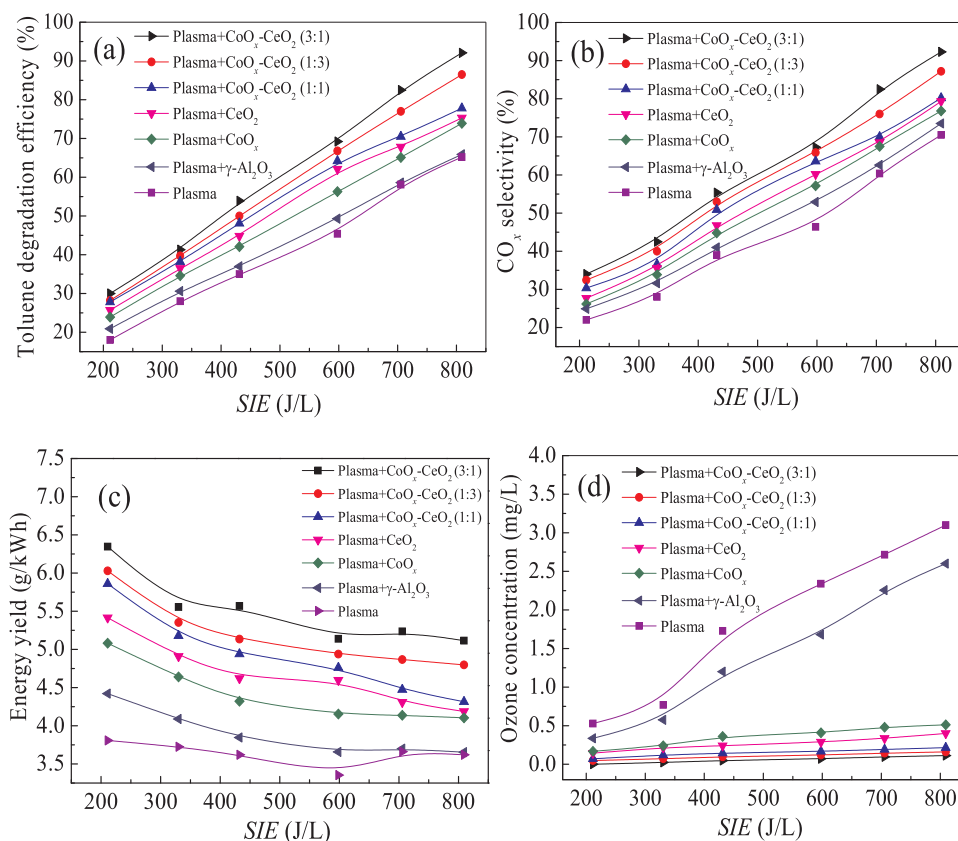 (a)
Plasma+CoOₓ-CeO₂ (3:1)
Plasma+CoOₓ-CeO₂ (1:3)
Plasma+CoOₓ-CeO₂ (1:1)
Plasma+CeO₂
Plasma+CoOₓ
Plasma+γ-Al₂O₃
Plasma
Toluene degradation efficiency (%)
100
90
80
70
60
50
40
30
20
200 300 400 500 600 700 800
SIE (J/L)
(b)
Plasma+CoOₓ-CeO₂ (3:1)
Plasma+CoOₓ-CeO₂ (1:3)
Plasma+CoOₓ-CeO₂ (1:1)
Plasma+CeO₂
Plasma+CoOₓ
Plasma+γ-Al₂O₃
Plasma
COₓ selectivity (%)
100
90
80
70
60
50
40
30
20
200 300 400 500 600 700 800
SIE (J/L)
(c)
Plasma+CoOₓ-CeO₂ (3:1)
Plasma+CoOₓ-CeO₂ (1:3)
Plasma+CoOₓ-CeO₂ (1:1)
Plasma+CeO₂
Plasma+CoOₓ
Plasma+γ-Al₂O₃
Plasma
Energy yield (g/kWh)
7.5
7.0
6.5
6.0
5.5
5.0
4.5
4.0
3.5
200 300 400 500 600 700 800
SIE (J/L)
(d)
Plasma+CoOₓ-CeO₂ (3:1)
Plasma+CoOₓ-CeO₂ (1:3)
Plasma+CoOₓ-CeO₂ (1:1)
Plasma+CeO₂
Plasma+CoOₓ
Plasma+γ-Al₂O₃
Plasma
Ozone concentration (mg/L)
4.0
3.5
3.0
2.5
2.0
1.5
1.0
0.5
0.0
200 300 400 500 600 700 800
SIE (J/L)